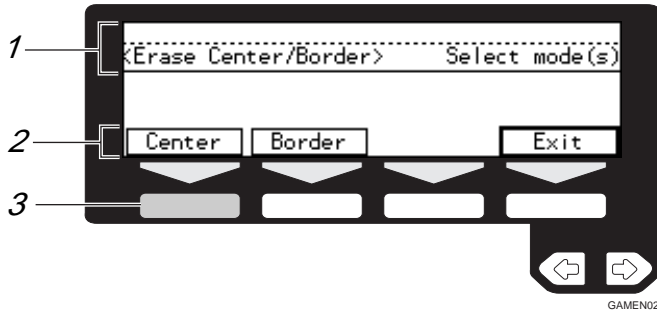 1
<Erase Center/Border> Select mode(s)
2
Center Border Exit
3
GAMEN02